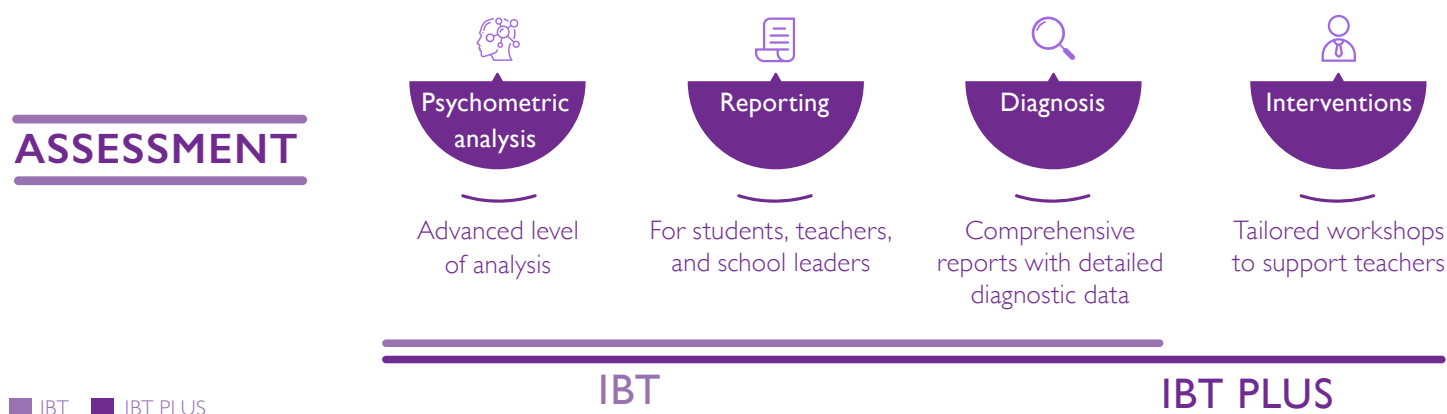 ASSESSMENT
Psychometric
analysis
Advanced level
of analysis
Reporting
For students, teachers,
and school leaders
Diagnosis
Comprehensive
reports with detailed
diagnostic data
Interventions
Tailored workshops
to support teachers
IBT
IBT PLUS
IBT
IBT PLUS